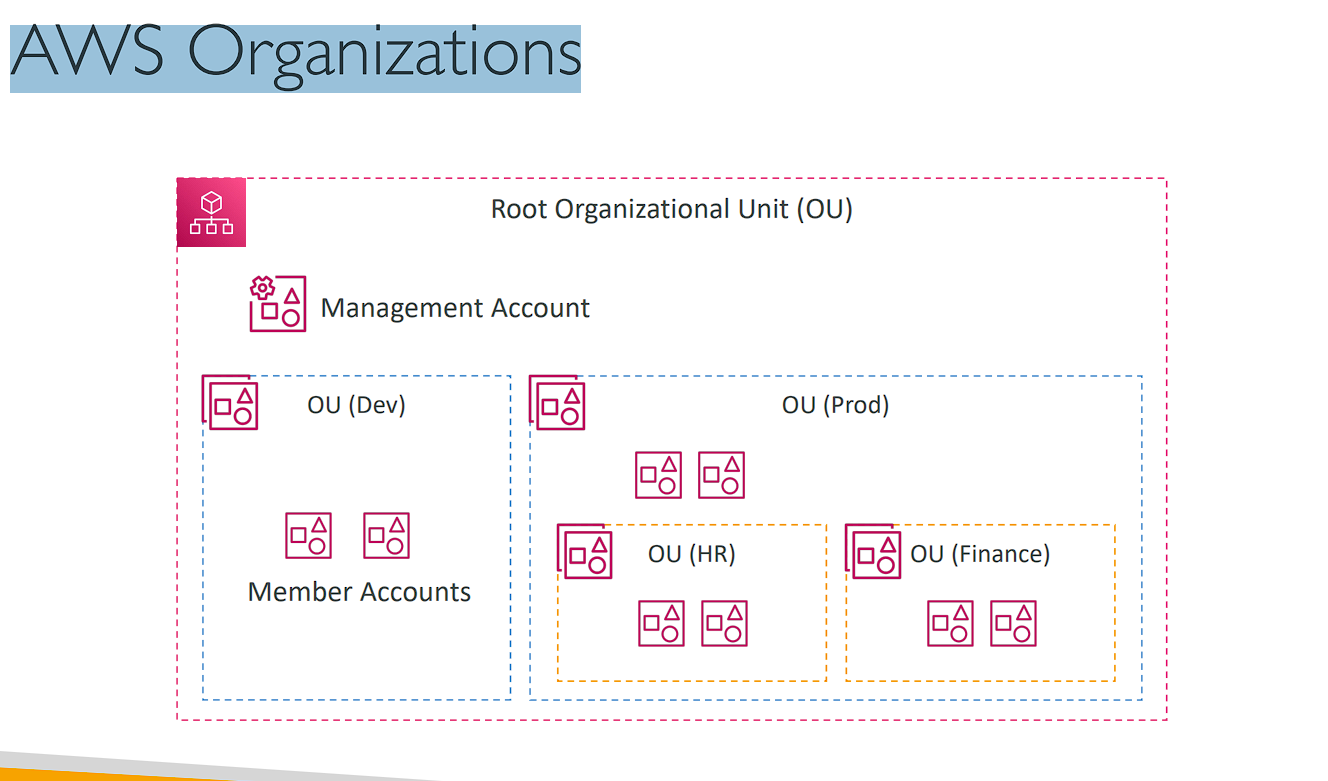 AWS Organizations
Root Organizational Unit (OU)
Management Account
OU (Dev)
OU (Prod)
Member Accounts
OU (HR)
OU (Finance)